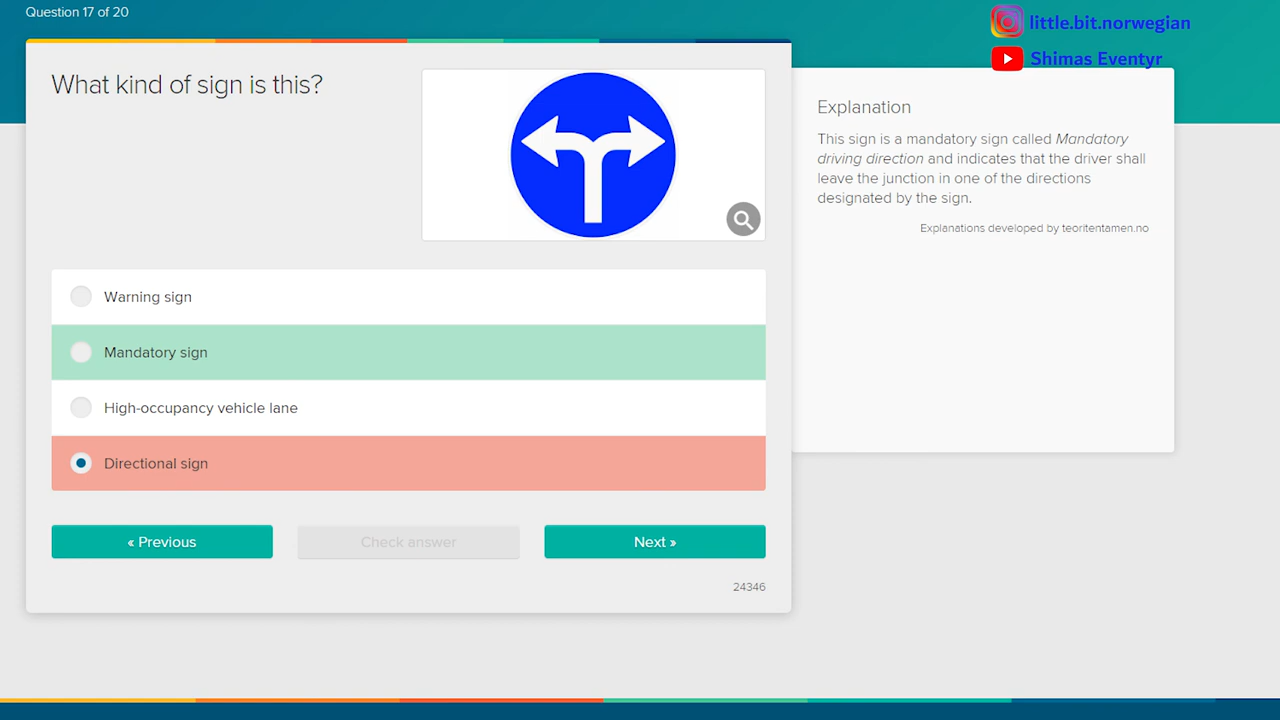 Question 17 of 20
little.bit.norwegian
Shimas Eventyr
What kind of sign is this?
Warning sign
Mandatory sign
High-occupancy vehicle lane
Directional sign
« Previous
Check answer
Next »
24346
Explanation
This sign is a mandatory sign called Mandatory
driving direction and indicates that the driver shall
leave the junction in one of the directions
designated by the sign.
Explanations developed by teoritentamen.no